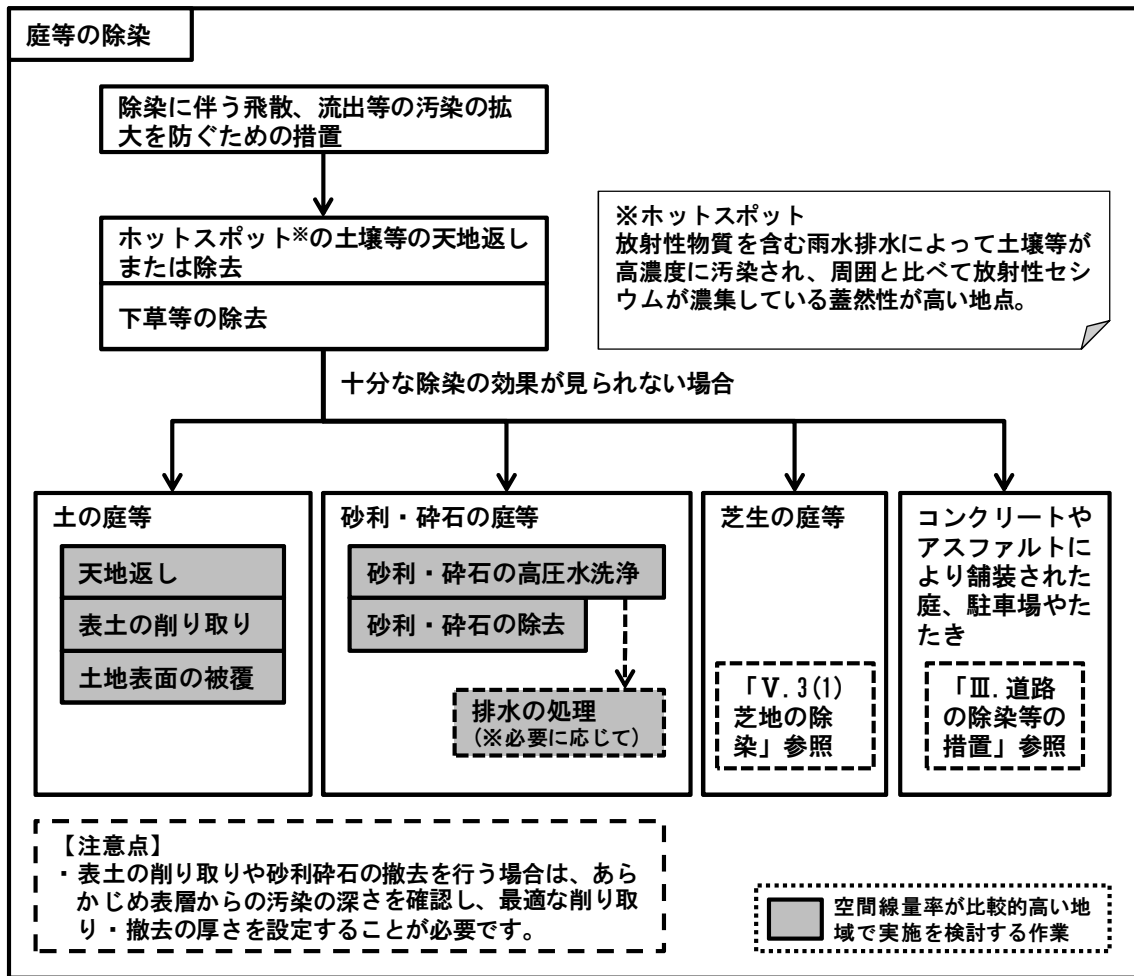 庭等の除染
除染に伴う飛散、流出等の汚染の拡
大を防ぐための措置
ホットスポット※の土壌等の天地返し
または除去
下草等の除去
※ホットスポット
放射性物質を含む雨水排水によって土壌等が
高濃度に汚染され、周囲と比べて放射性セシ
ウムが濃集している蓋然性が高い地点。
十分な除染の効果が見られない場合
土の庭等
天地返し
表土の削り取り
土地表面の被覆
砂利・砕石の庭等
砂利・砕石の高圧水洗浄
砂利・砕石の除去
排水の処理
(※必要に応じて)
芝生の庭等
「Ⅴ.3(1)
芝地の除
染」参照
コンクリートや
アスファルトに
より舗装された
庭、駐車場やた
たき
「Ⅲ.道路
の除染等の
措置」参照
【注意点】
・表土の削り取りや砂利砕石の撤去を行う場合は、あら
かじめ表層からの汚染の深さを確認し、最適な削り取
り・撤去の厚さを設定することが必要です。
空間線量率が比較的高い地
域で実施を検討する作業